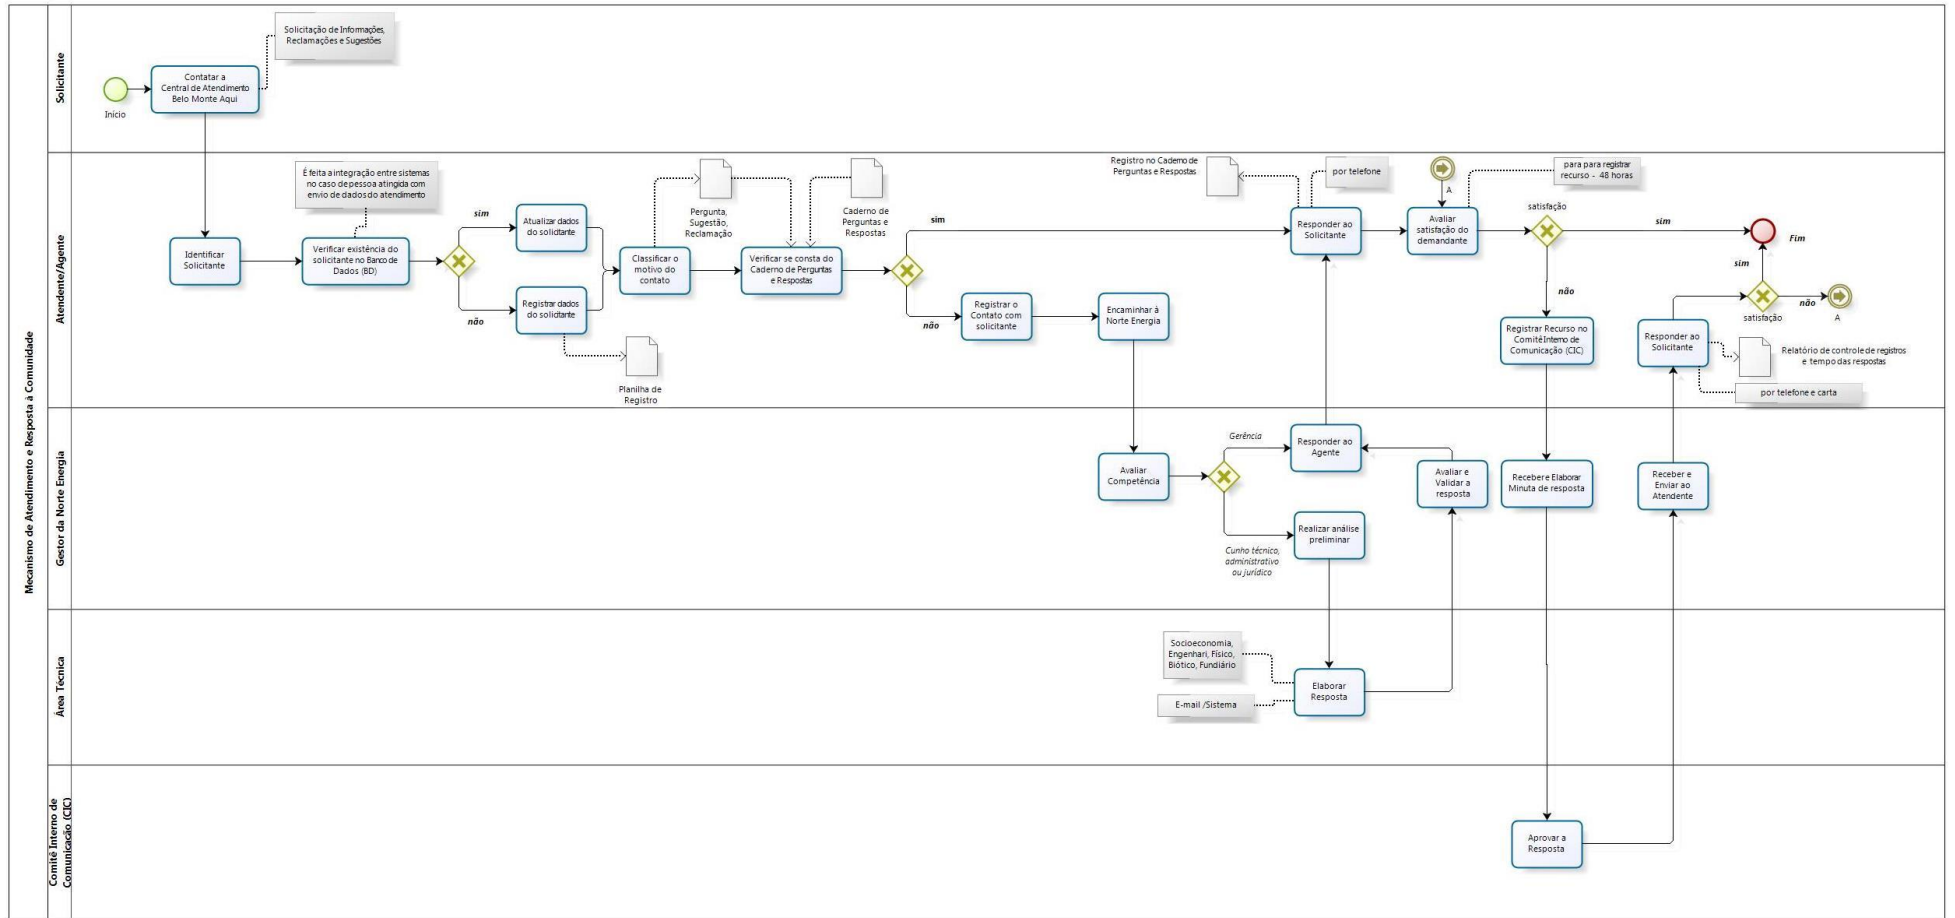 Mecanismo de Atendimento e Resposta à Comunidade
Solicitante
Solicitação de Informações,
Reclamações e Sugestões
Início
Contatar a
Central de Atendimento
Belo Monte Aqui
Atendente/Agente
Identificar
Solicitante
É feita a integração entre sistemas
no caso de pessoa atingida com
envio de dados do atendimento
Verificar existência do
solicitante no Banco de
Dados (BD)
sim
não
Atualizar dados
do solicitante
Registrar dados
do solicitante
Planilha de
Registro
Classificar o
motivo do
contato
Pergunta,
Sugestão,
Reclamação
Caderno de
Perguntas e
Respostas
Verificar se consta do
Caderno de Perguntas
e Respostas
sim
não
Registrar o
Contato com
solicitante
Encaminhar à
Norte Energia
Registro no Caderno de
Perguntas e Respostas
por telefone
Responder ao
Solicitante
A
para para registrar
recurso - 48 horas
Avaliar
satisfação do
demandante
satisfação
sim
não
Fim
Registrar Recurso no
Comitê Interno de
Comunicação (CIC)
Responder ao
Solicitante
sim
não
satisfação
A
Relatório de controle de registros
e tempo das respostas
por telefone e carta
Gestor da Norte Energia
Avaliar
Competência
Gerência
Cunho técnico,
administrativo
ou jurídico
Responder ao
Agente
Realizar análise
preliminar
Avaliar e
Validar a
resposta
Receber e Elaborar
Minuta de resposta
Receber e
Enviar ao
Atendente
Área Técnica
Socioeconomia,
Engenhari, Físico,
Biótico, Fundiário
E-mail /Sistema
Elaborar
Resposta
Comitê Interno de
Comunicação (CIC)
Aprovar a
Resposta